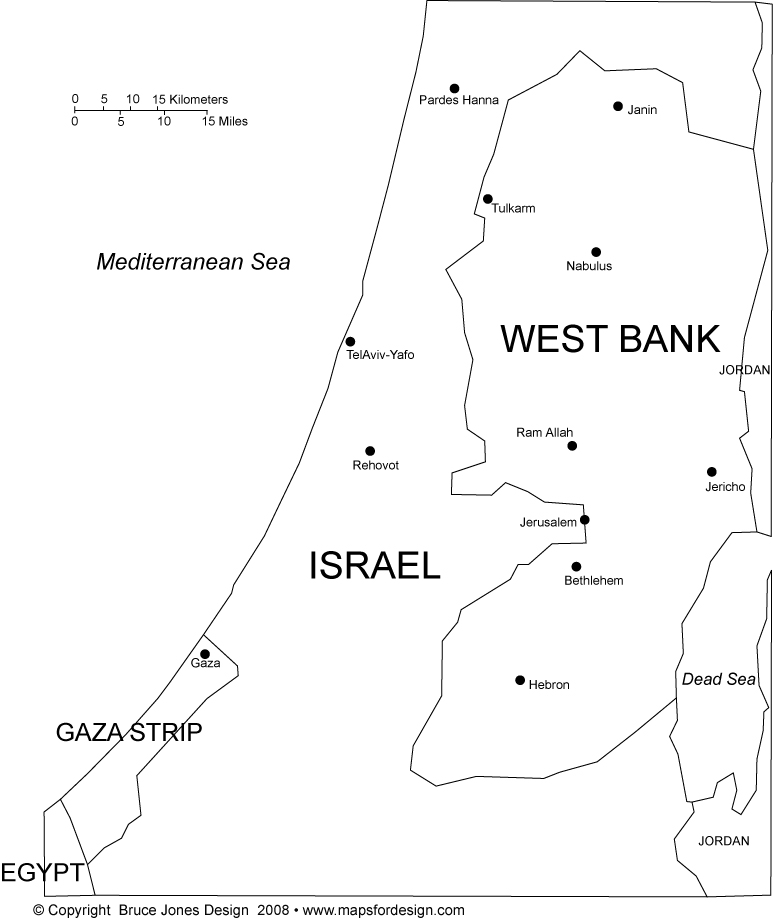 Pardes Hanna
0 5 10 15 Kilometers
0 5 10 15 Miles
Janin
Tulkarm
Mediterranean Sea
Nabulus
WEST BANK
TelAviv-Yafo
JORDAN
Ram Allah
Rehovot
Jericho
Jerusalem
ISRAEL
Bethlehem
Gaza
Dead Sea
Hebron
GAZA STRIP
JORDAN
EGYPT
© Copyright Bruce Jones Design 2008 • www.mapsfordesign.com